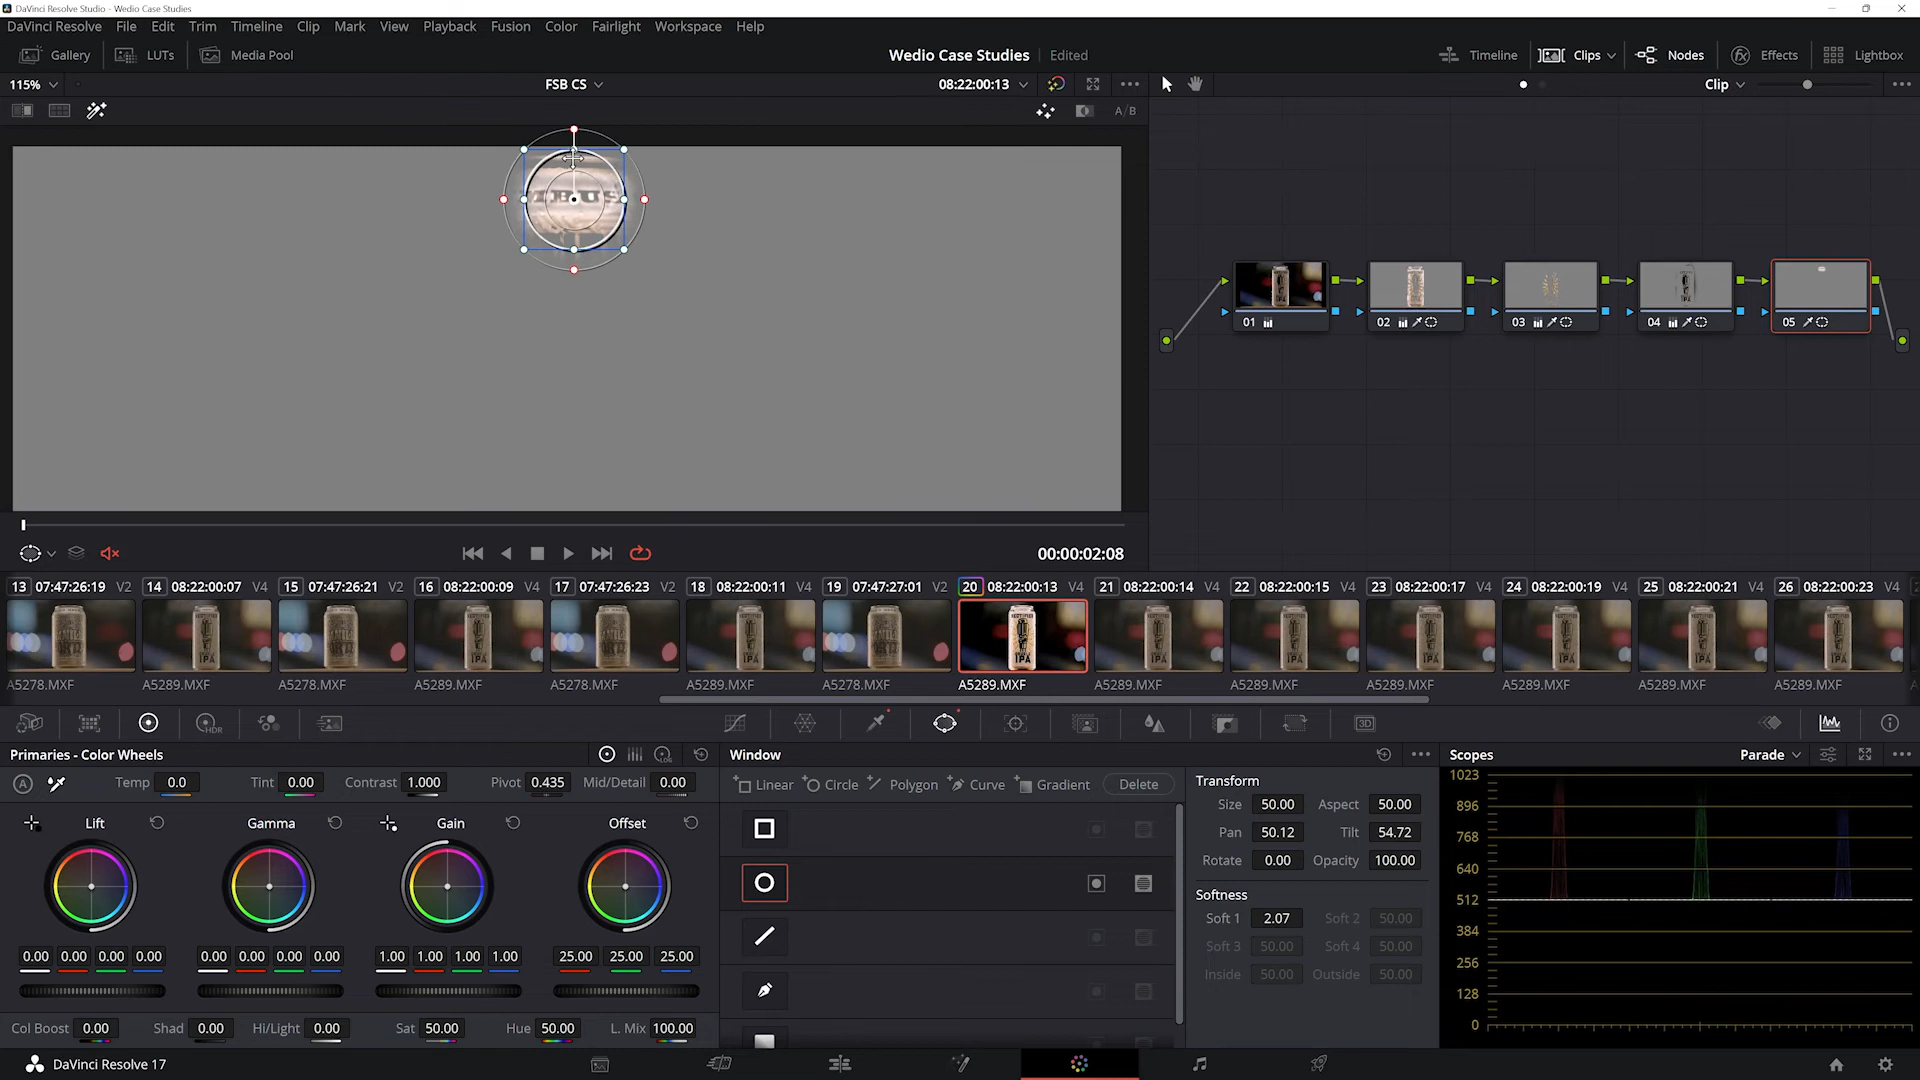 DaVinci Resolve Studio - Wedio Case Studies
DaVinci Resolve File Edit Trim Timeline Clip Mark View Playback Fusion Color Fairlight Workspace Help
Gallery LUTs Media Pool Wedio Case Studies Edited Timeline Clips Nodes Effects Lightbox
115% FSB CS 08:22:00:13 Clip
A/B
01 02 03 04 05
00:00:02:08
13 07:47:26:19 V2 14 08:22:00:07 V4 15 07:47:26:21 V2 16 08:22:00:09 V4 17 07:47:26:23 V2 18 08:22:00:11 V4 19 07:47:27:01 V2 20 08:22:00:13 V4 21 08:22:00:14 V4 22 08:22:00:15 V4 23 08:22:00:17 V4 24 08:22:00:19 V4 25 08:22:00:21 V4 26 08:22:00:23 V4
IPA IPA IPA IPA IPA IPA IPA IPA IPA IPA
A5278.MXF A5289.MXF A5278.MXF A5289.MXF A5278.MXF A5289.MXF A5278.MXF A5289.MXF A5289.MXF A5289.MXF A5289.MXF A5289.MXF A5289.MXF A5289.MXF
HDR 3D
Primaries - Color Wheels Window Scopes Parade
A Temp 0.0 Tint 0.00 Contrast 1.000 Pivot 0.435 Mid/Detail 0.00
Linear Circle Polygon Curve Gradient Delete
Lift Gamma Gain Offset
0.00 0.00 0.00 0.00 0.00 0.00 0.00 0.00 1.00 1.00 1.00 1.00 25.00 25.00 25.00
Col Boost 0.00 Shad 0.00 Hi/Light 0.00 Sat 50.00 Hue 50.00 L. Mix 100.00
Transform
Size 50.00 Aspect 50.00
Pan 50.12 Tilt 54.72
Rotate 0.00 Opacity 100.00
Softness
Soft 1 2.07 Soft 2 50.00
Soft 3 50.00 Soft 4 50.00
Inside 50.00 Outside 50.00
1023
896
768
640
512
384
256
128
0
DaVinci Resolve 17